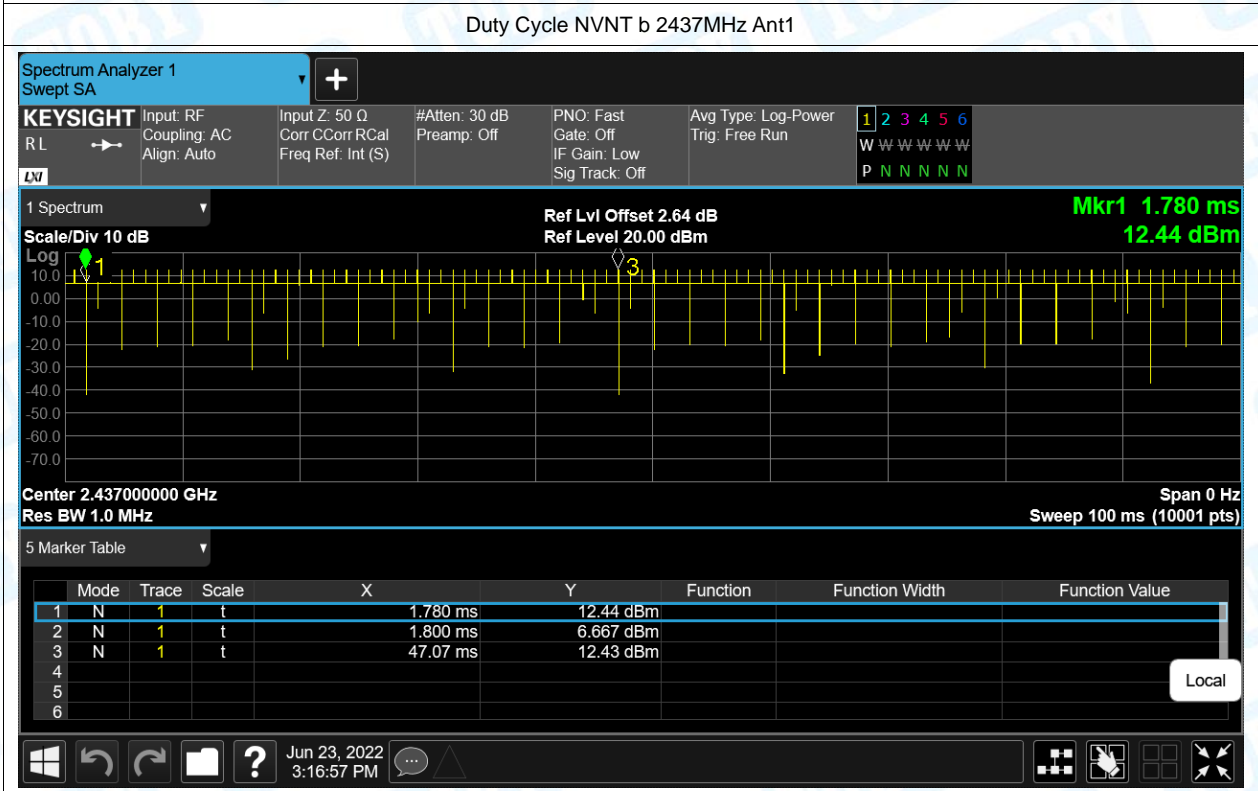 Duty Cycle NVNT b 2437MHz Ant1
Spectrum Analyzer 1
Swept SA
+
KEYSIGHT Input: RF Input Z: 50 Ω #Atten: 30 dB PNO: Fast Avg Type: Log-Power 1 2 3 4 5 6
R L Coupling: AC Corr CCorr RCal Preamp: Off Gate: Off Trig: Free Run
Align: Auto Freq Ref: Int (S) IF Gain: Low W W W W W W
LXI Sig Track: Off P N N N N N
1 Spectrum Ref Lvl Offset 2.64 dB Mkr1 1.780 ms
Scale/Div 10 dB Ref Level 20.00 dBm 12.44 dBm
Log
1
3
10.0
0.00
-10.0
-20.0
-30.0
-40.0
-50.0
-60.0
-70.0
Center 2.437000000 GHz Span 0 Hz
Res BW 1.0 MHz Sweep 100 ms (10001 pts)
5 Marker Table
Mode Trace Scale X Y Function Function Width Function Value
1 N 1 t 1.780 ms 12.44 dBm
2 N 1 t 1.800 ms 6.667 dBm
3 N 1 t 47.07 ms 12.43 dBm
4
5
6
Local
? Jun 23, 2022
3:16:57 PM